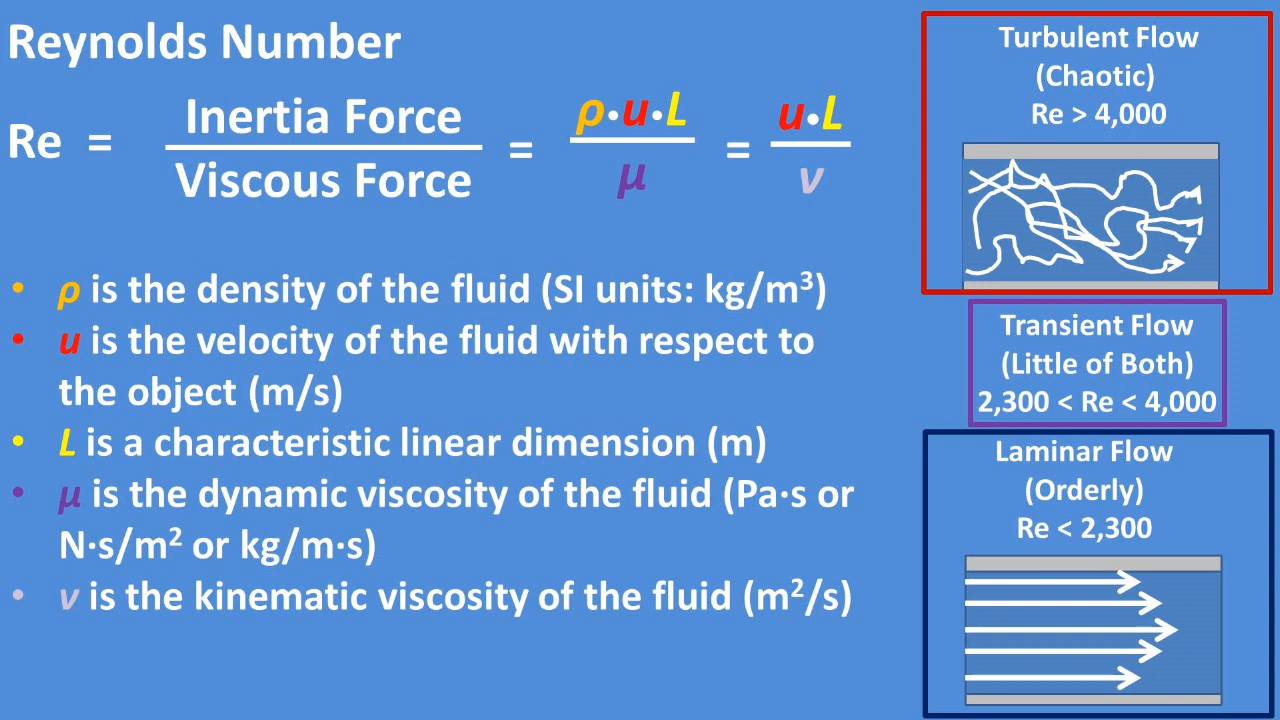 Reynolds Number
Re = Inertia Force / Viscous Force = ρ·u·L / μ = u·L / ν
• ρ is the density of the fluid (SI units: kg/m³)
• u is the velocity of the fluid with respect to
the object (m/s)
• L is a characteristic linear dimension (m)
• μ is the dynamic viscosity of the fluid (Pa·s or
N·s/m² or kg/m·s)
• ν is the kinematic viscosity of the fluid (m²/s)
Turbulent Flow
(Chaotic)
Re > 4,000
Transient Flow
(Little of Both)
2,300 < Re < 4,000
Laminar Flow
(Orderly)
Re < 2,300